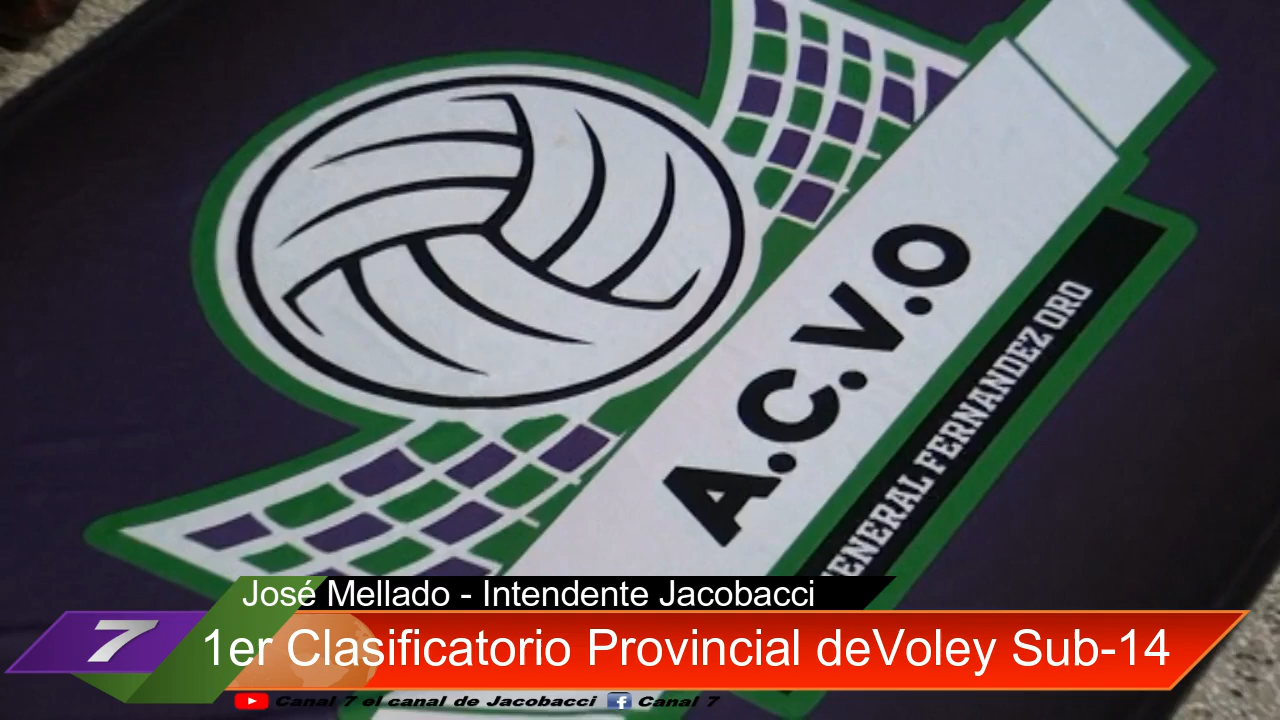 A.C.V.O
GENERAL FERNANDEZ ORO
José Mellado - Intendente Jacobacci
7
1er Clasificatorio Provincial deVoley Sub-14
Canal 7 el canal de Jacobacci
Canal 7